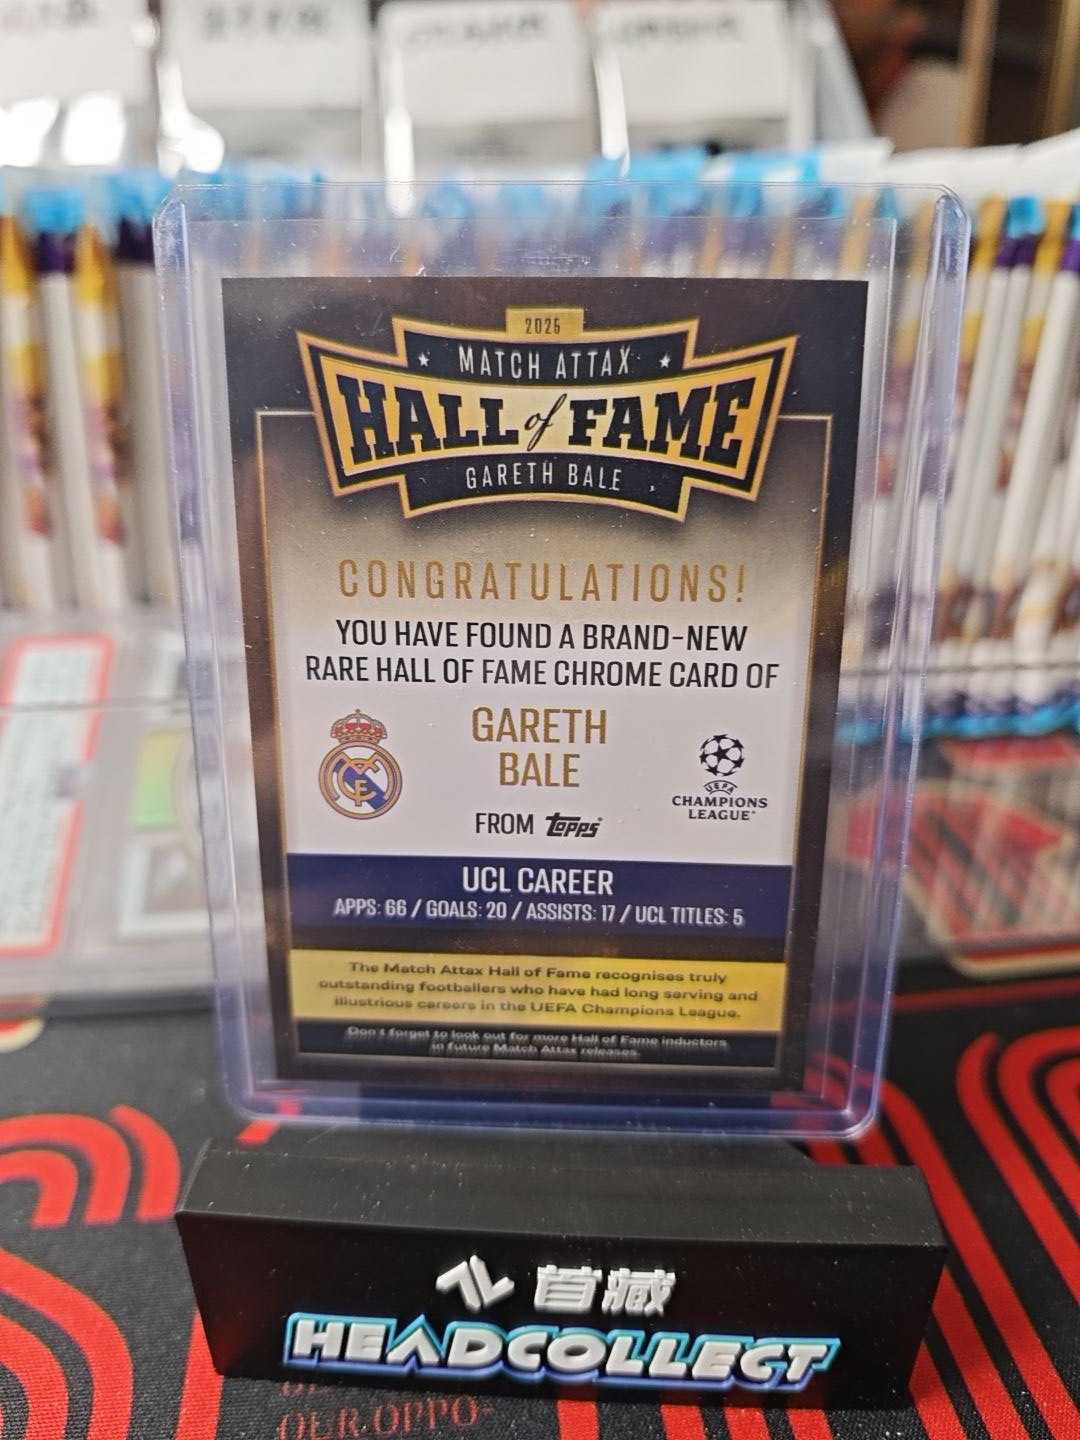 2025
MATCH ATTAX
HALL of FAME
GARETH BALE
CONGRATULATIONS!
YOU HAVE FOUND A BRAND-NEW
RARE HALL OF FAME CHROME CARD OF
GARETH
BALE
UEFA
CHAMPIONS
LEAGUE
FROM Topps
UCL CAREER
APPS: 66 / GOALS: 20 / ASSISTS: 17 / UCL TITLES: 5
The Match Attax Hall of Fame recognises truly
outstanding footballers who have had long serving and
illustrious careers in the UEFA Champions League.
Don't forget to look out for more Hall of Fame inductors
in future Match Attax releases.
首藏
HEADCOLLECT
OUR OPPO-